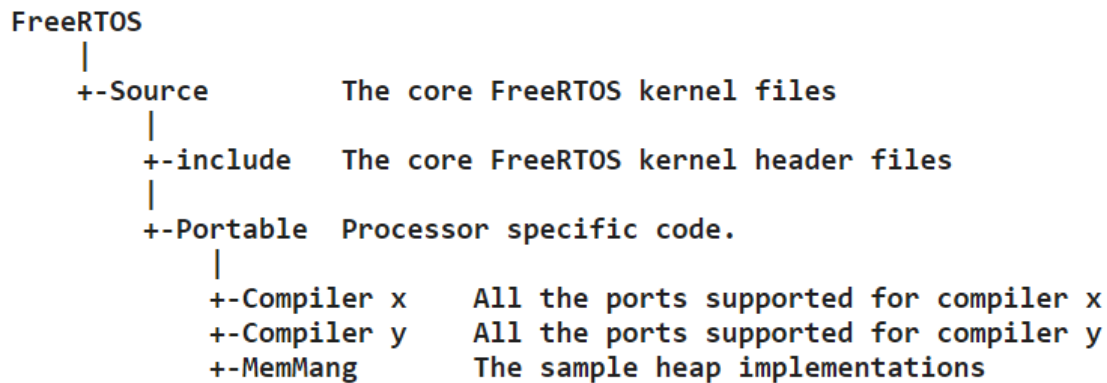 FreeRTOS
|
+-Source The core FreeRTOS kernel files
|
+-include The core FreeRTOS kernel header files
|
+-Portable Processor specific code.
|
+-Compiler x All the ports supported for compiler x
+-Compiler y All the ports supported for compiler y
+-MemMang The sample heap implementations